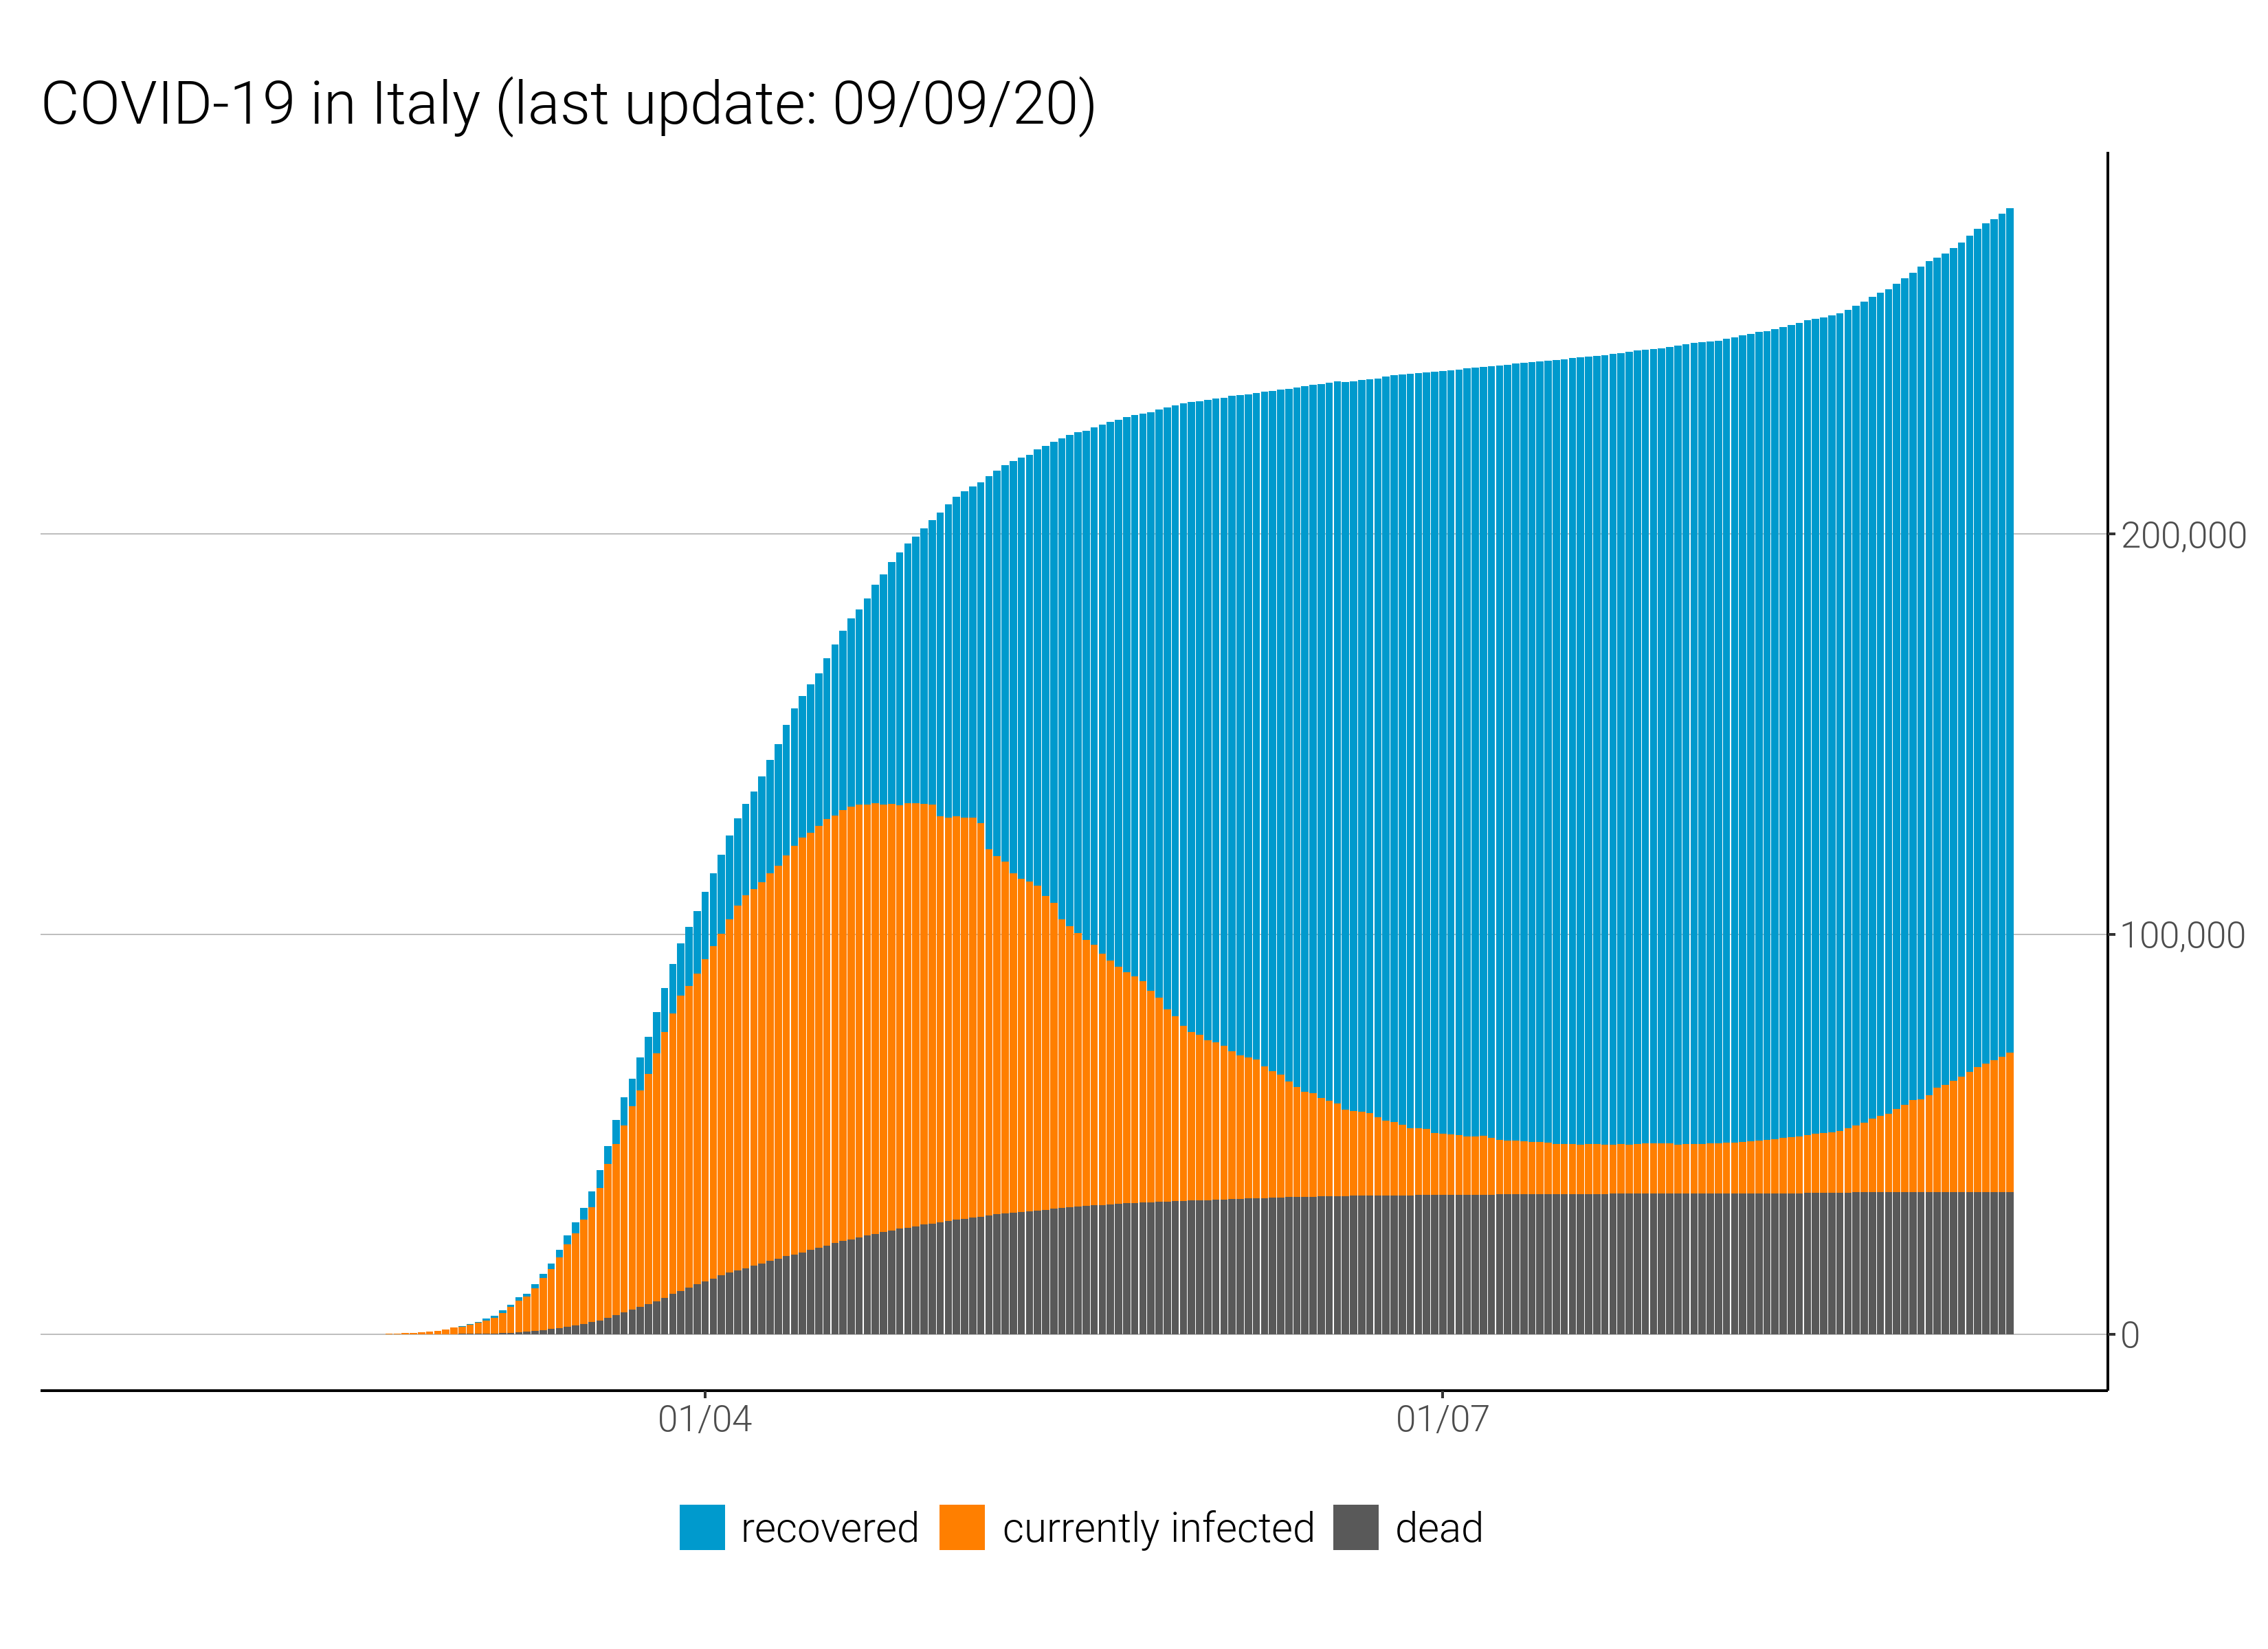 COVID-19 in Italy (last update: 09/09/20)
200,000
100,000
0
01/04 01/07
recovered currently infected dead